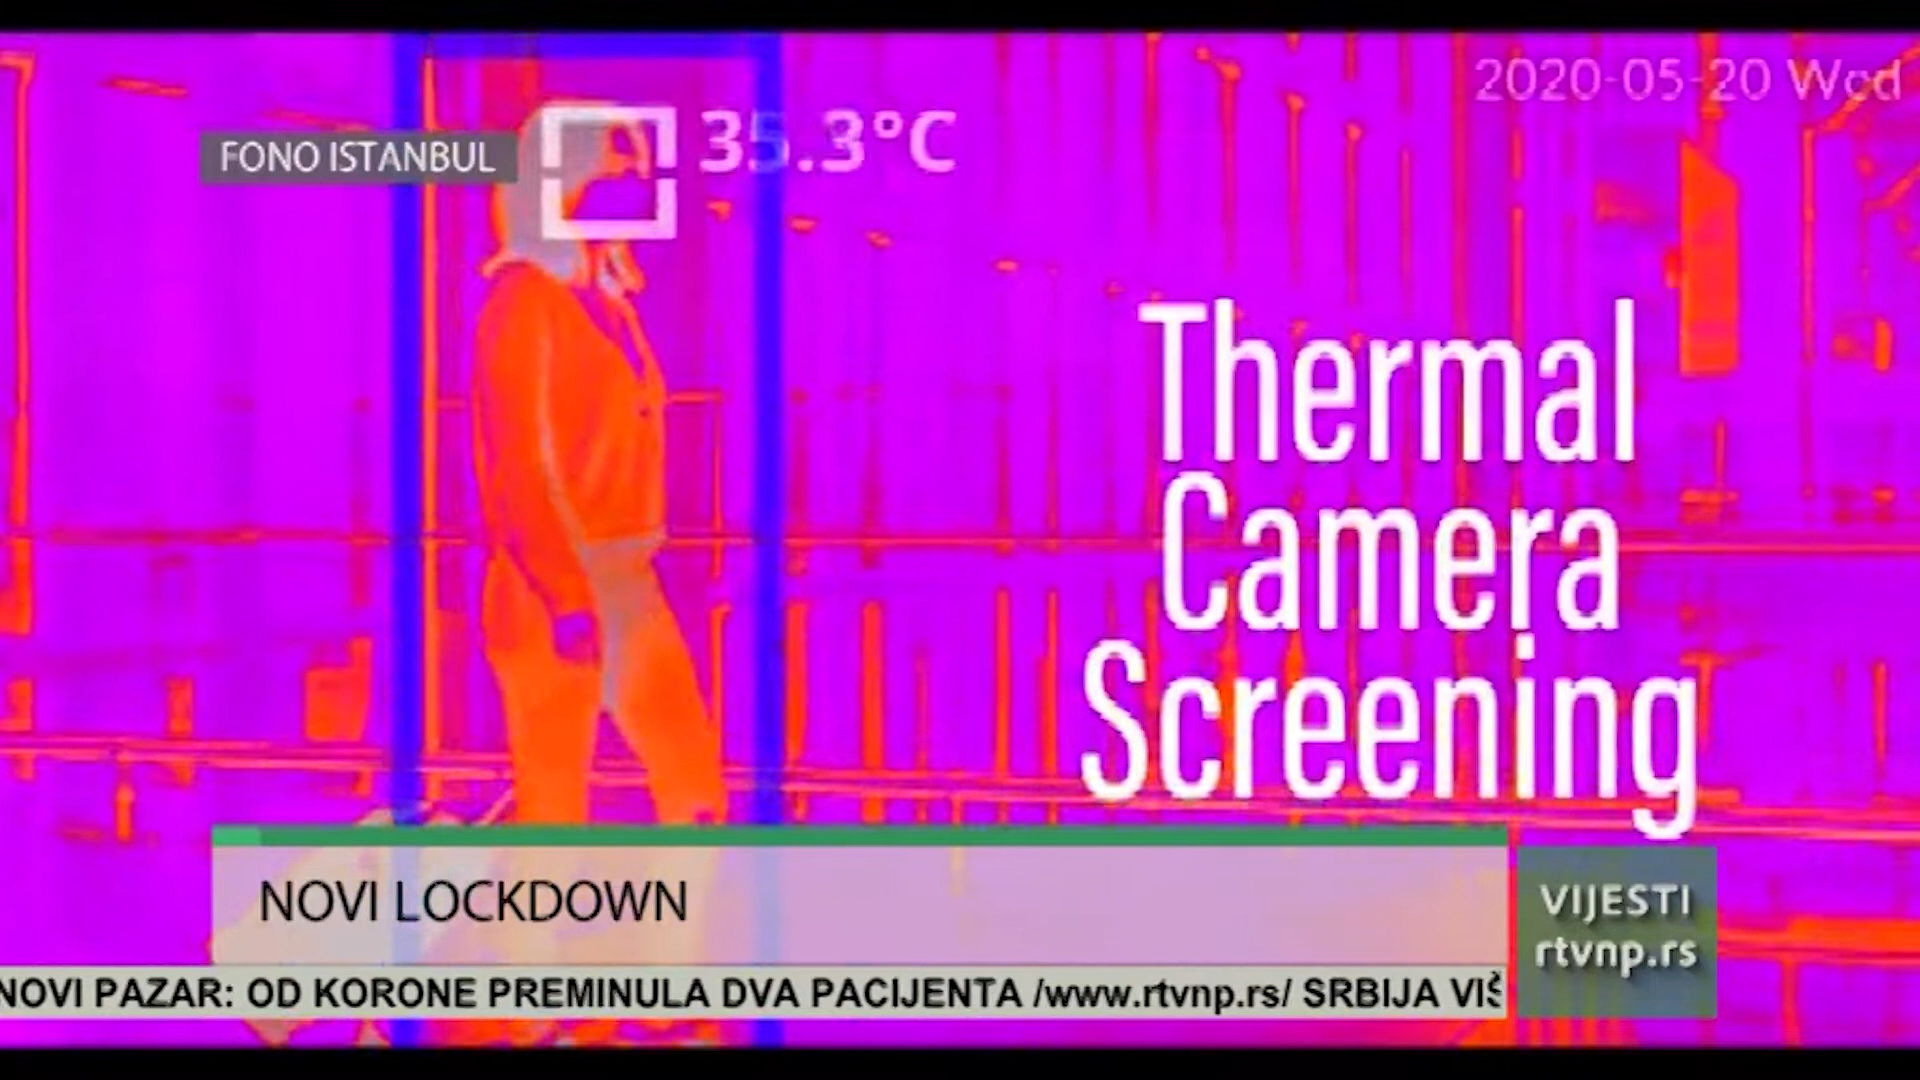 2020-05-20 Wed
FONO ISTANBUL
35.3°C
Thermal
Camera
Screening
NOVI LOCKDOWN
VIJESTI
rtvnp.rs
NOVI PAZAR: OD KORONE PREMINULA DVA PACIJENTA /www.rtvnp.rs/ SRBIJA VIŠ